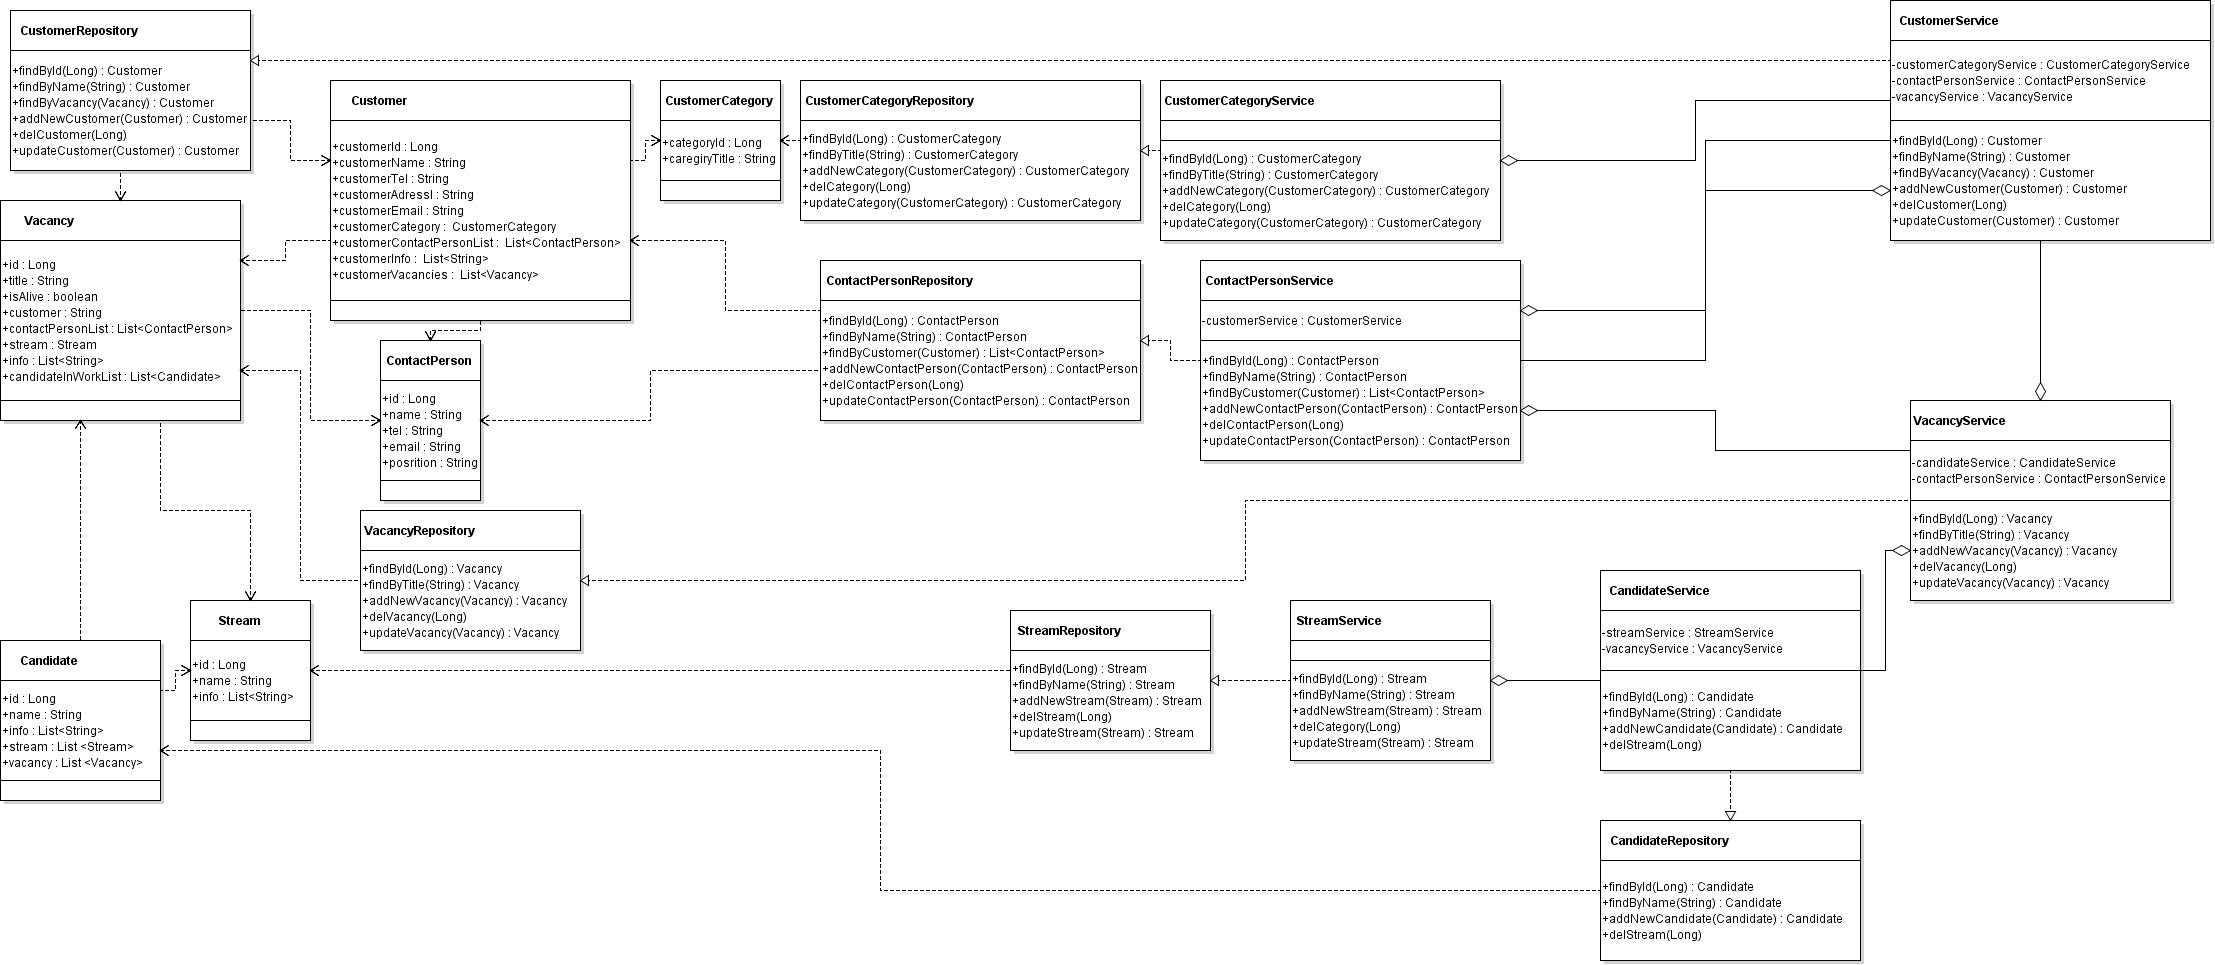 CustomerRepository
+findById(Long) : Customer
+findByName(String) : Customer
+findByVacancy(Vacancy) : Customer
+addNewCustomer(Customer) : Customer
+delCustomer(Long)
+updateCustomer(Customer) : Customer
Customer
+customerId : Long
+customerName : String
+customerTel : String
+customerAdressl : String
+customerEmail : String
+customerCategory : CustomerCategory
+customerContactPersonList : List<ContactPerson>
+customerInfo : List<String>
+customerVacancies : List<Vacancy>
CustomerCategory
+categoryId : Long
+caregiryTitle : String
CustomerCategoryRepository
+findById(Long) : CustomerCategory
+findByTitle(String) : CustomerCategory
+addNewCategory(CustomerCategory) : CustomerCategory
+delCategory(Long)
+updateCategory(CustomerCategory) : CustomerCategory
CustomerCategoryService
+findById(Long) : CustomerCategory
+findByTitle(String) : CustomerCategory
+addNewCategory(CustomerCategory) : CustomerCategory
+delCategory(Long)
+updateCategory(CustomerCategory) : CustomerCategory
CustomerService
-customerCategoryService : CustomerCategoryService
-contactPersonService : ContactPersonService
-vacancyService : VacancyService
+findById(Long) : Customer
+findByName(String) : Customer
+findByVacancy(Vacancy) : Customer
+addNewCustomer(Customer) : Customer
+delCustomer(Long)
+updateCustomer(Customer) : Customer
Vacancy
+id : Long
+title : String
+isAlive : boolean
+customer : String
+contactPersonList : List<ContactPerson>
+stream : Stream
+info : List<String>
+candidateInWorkList : List<Candidate>
ContactPerson
+id : Long
+name : String
+tel : String
+email : String
+posrition : String
ContactPersonRepository
+findById(Long) : ContactPerson
+findByName(String) : ContactPerson
+findByCustomer(Customer) : List<ContactPerson>
+addNewContactPerson(ContactPerson) : ContactPerson
+delContactPerson(Long)
+updateContactPerson(ContactPerson) : ContactPerson
ContactPersonService
-customerService : CustomerService
+findById(Long) : ContactPerson
+findByName(String) : ContactPerson
+findByCustomer(Customer) : List<ContactPerson>
+addNewContactPerson(ContactPerson) : ContactPerson
+delContactPerson(Long)
+updateContactPerson(ContactPerson) : ContactPerson
VacancyService
-candidateService : CandidateService
-contactPersonService : ContactPersonService
+findById(Long) : Vacancy
+findByTitle(String) : Vacancy
+addNewVacancy(Vacancy) : Vacancy
+delVacancy(Long)
+updateVacancy(Vacancy) : Vacancy
VacancyRepository
+findById(Long) : Vacancy
+findByTitle(String) : Vacancy
+addNewVacancy(Vacancy) : Vacancy
+delVacancy(Long)
+updateVacancy(Vacancy) : Vacancy
Candidate
+id : Long
+name : String
+info : List<String>
+stream : List <Stream>
+vacancy : List <Vacancy>
Stream
+id : Long
+name : String
+info : List<String>
StreamRepository
+findById(Long) : Stream
+findByName(String) : Stream
+addNewStream(Stream) : Stream
+delStream(Long)
+updateStream(Stream) : Stream
StreamService
+findById(Long) : Stream
+findByName(String) : Stream
+addNewStream(Stream) : Stream
+delCategory(Long)
+updateStream(Stream) : Stream
CandidateService
-streamService : StreamService
-vacancyService : VacancyService
+findById(Long) : Candidate
+findByName(String) : Candidate
+addNewCandidate(Candidate) : Candidate
+delStream(Long)
CandidateRepository
+findById(Long) : Candidate
+findByName(String) : Candidate
+addNewCandidate(Candidate) : Candidate
+delStream(Long)